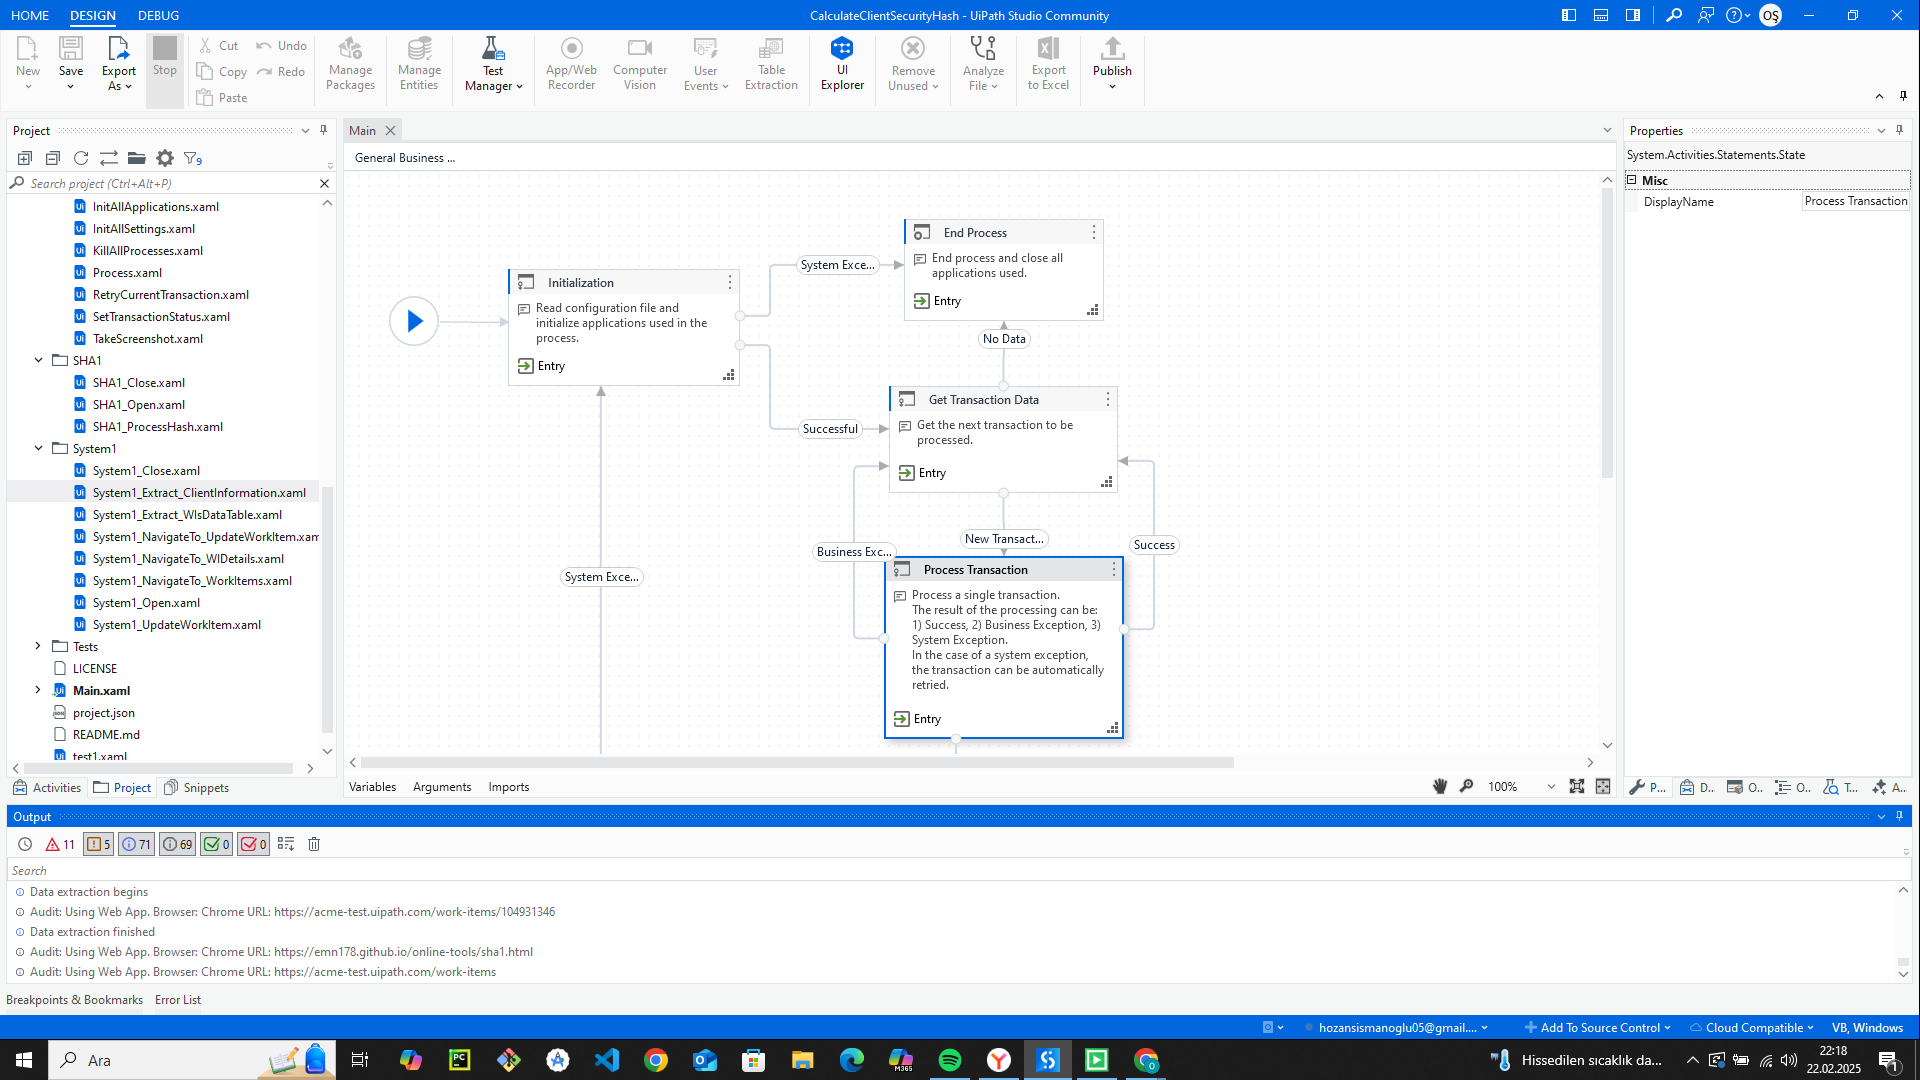 HOME DESIGN DEBUG
CalculateClientSecurityHash - UiPath Studio Community
OŞ
New
Save
Export As
Stop
Cut
Copy
Paste
Undo
Redo
Manage Packages
Manage Entities
Test Manager
App/Web Recorder
Computer Vision
User Events
Table Extraction
UI Explorer
Remove Unused
Analyze File
Export to Excel
Publish
Project
9
Search project (Ctrl+Alt+P)
InitAllApplications.xaml
InitAllSettings.xaml
KillAllProcesses.xaml
Process.xaml
RetryCurrentTransaction.xaml
SetTransactionStatus.xaml
TakeScreenshot.xaml
SHA1
SHA1_Close.xaml
SHA1_Open.xaml
SHA1_ProcessHash.xaml
System1
System1_Close.xaml
System1_Extract_ClientInformation.xaml
System1_Extract_WIsDataTable.xaml
System1_NavigateTo_UpdateWorkItem.xam
System1_NavigateTo_WIDetails.xaml
System1_NavigateTo_WorkItems.xaml
System1_Open.xaml
System1_UpdateWorkItem.xaml
Tests
LICENSE
Main.xaml
project.json
README.md
test1.xaml
Activities Project Snippets
Main
General Business ...
Initialization
Read configuration file and
initialize applications used in the
process.
Entry
System Exce...
End Process
End process and close all
applications used.
Entry
No Data
Successful
Get Transaction Data
Get the next transaction to be
processed.
Entry
New Transact...
Business Exc...
Success
System Exce...
Process Transaction
Process a single transaction.
The result of the processing can be:
1) Success, 2) Business Exception, 3)
System Exception.
In the case of a system exception,
the transaction can be automatically
retried.
Entry
Variables Arguments Imports
100%
Properties
System.Activities.Statements.State
Misc
DisplayName Process Transaction
P... D.. O.. O.. T... A..
Output
11 5 71 69 0 0
Search
Data extraction begins
Audit: Using Web App. Browser: Chrome URL: https://acme-test.uipath.com/work-items/104931346
Data extraction finished
Audit: Using Web App. Browser: Chrome URL: https://emn178.github.io/online-tools/sha1.html
Audit: Using Web App. Browser: Chrome URL: https://acme-test.uipath.com/work-items
Breakpoints & Bookmarks Error List
hozansismanoglu05@gmail.... Add To Source Control Cloud Compatible VB, Windows
Ara
Hissedilen sıcaklık da...
22:18
22.02.2025
1